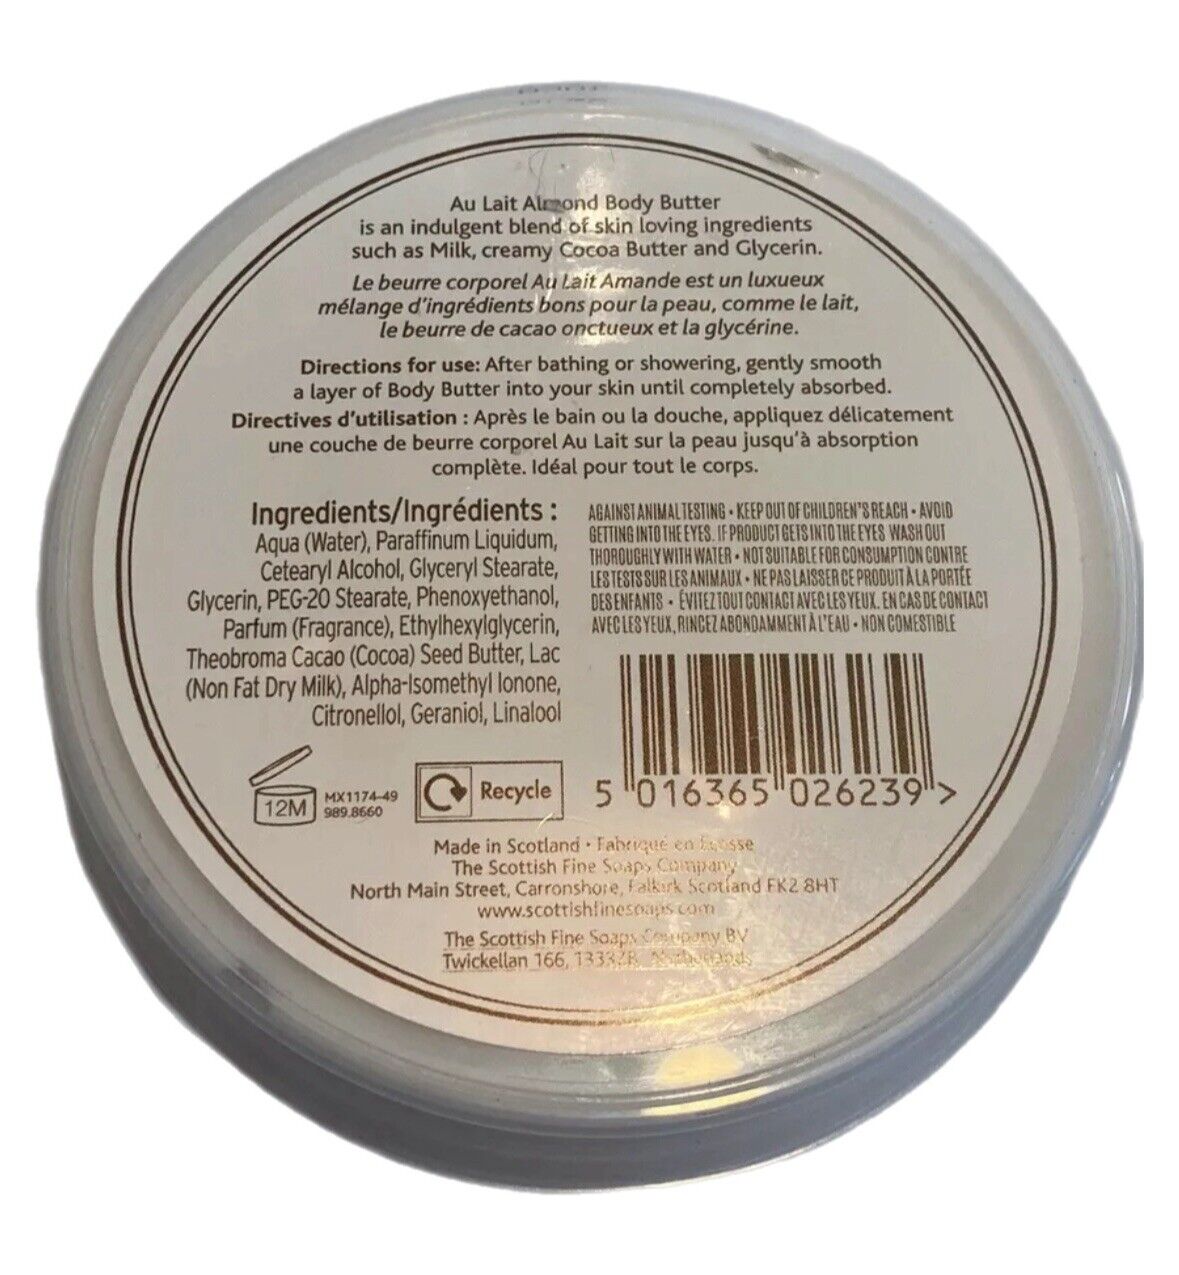 Au Lait Almond Body Butter
is an indulgent blend of skin loving ingredients
such as Milk, creamy Cocoa Butter and Glycerin.
Le beurre corporel Au Lait Amande est un luxueux
mélange d'ingrédients bons pour la peau, comme le lait,
le beurre de cacao onctueux et la glycérine.
Directions for use: After bathing or showering, gently smooth
a layer of Body Butter into your skin until completely absorbed.
Directives d'utilisation : Après le bain ou la douche, appliquez délicatement
une couche de beurre corporel Au Lait sur la peau jusqu'à absorption
complète. Idéal pour tout le corps.
Ingredients/Ingrédients :
Aqua (Water), Paraffinum Liquidum,
Cetearyl Alcohol, Glyceryl Stearate,
Glycerin, PEG-20 Stearate, Phenoxyethanol,
Parfum (Fragrance), Ethylhexylglycerin,
Theobroma Cacao (Cocoa) Seed Butter, Lac
(Non Fat Dry Milk), Alpha-Isomethyl Ionone,
Citronellol, Geraniol, Linalool
AGAINST ANIMAL TESTING • KEEP OUT OF CHILDREN'S REACH • AVOID
GETTING INTO THE EYES. IF PRODUCT GETS INTO THE EYES WASH OUT
THOROUGHLY WITH WATER • NOT SUITABLE FOR CONSUMPTION CONTRE
LES TESTS SUR LES ANIMAUX • NE PAS LAISSER CE PRODUIT À LA PORTÉE
DES ENFANTS • ÉVITEZ TOUT CONTACT AVEC LES YEUX. EN CAS DE CONTACT
AVEC LES YEUX, RINCEZ ABONDAMMENT À L'EAU • NON COMESTIBLE
12M
MX1174-49
989.8660
Recycle
5 016365 026239 >
Made in Scotland • Fabriqué en Écosse
The Scottish Fine Soaps Company
North Main Street, Carronshore, Falkirk Scotland FK2 8HT
www.scottishfinesoaps.com
The Scottish Fine Soaps Company BV
Twickellan 166, Netherlands